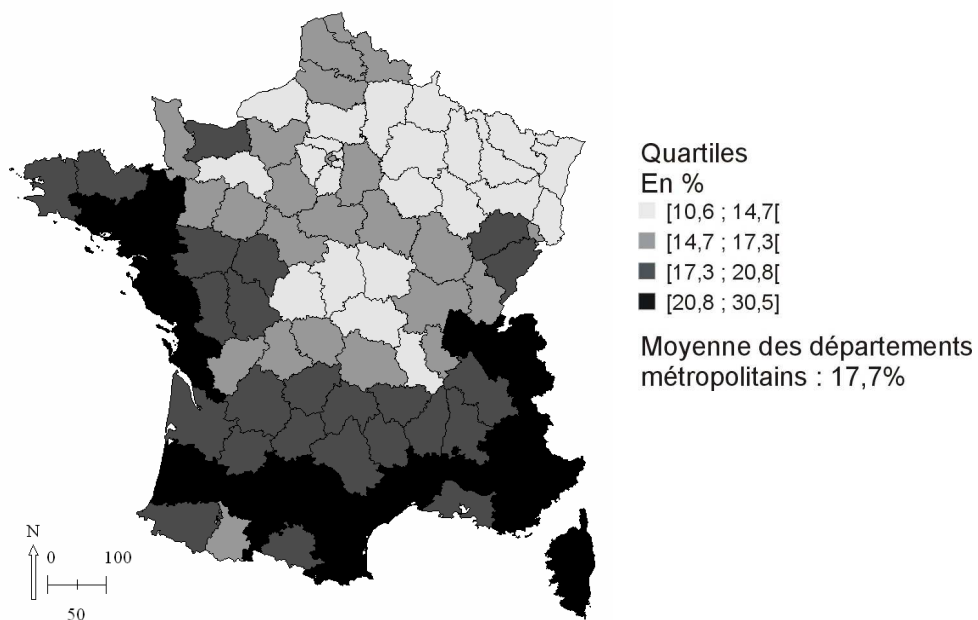 Quartiles
En %
[10,6 ; 14,7[
[14,7 ; 17,3[
[17,3 ; 20,8[
[20,8 ; 30,5]
Moyenne des départements
métropolitains : 17,7%
N
0 100
50